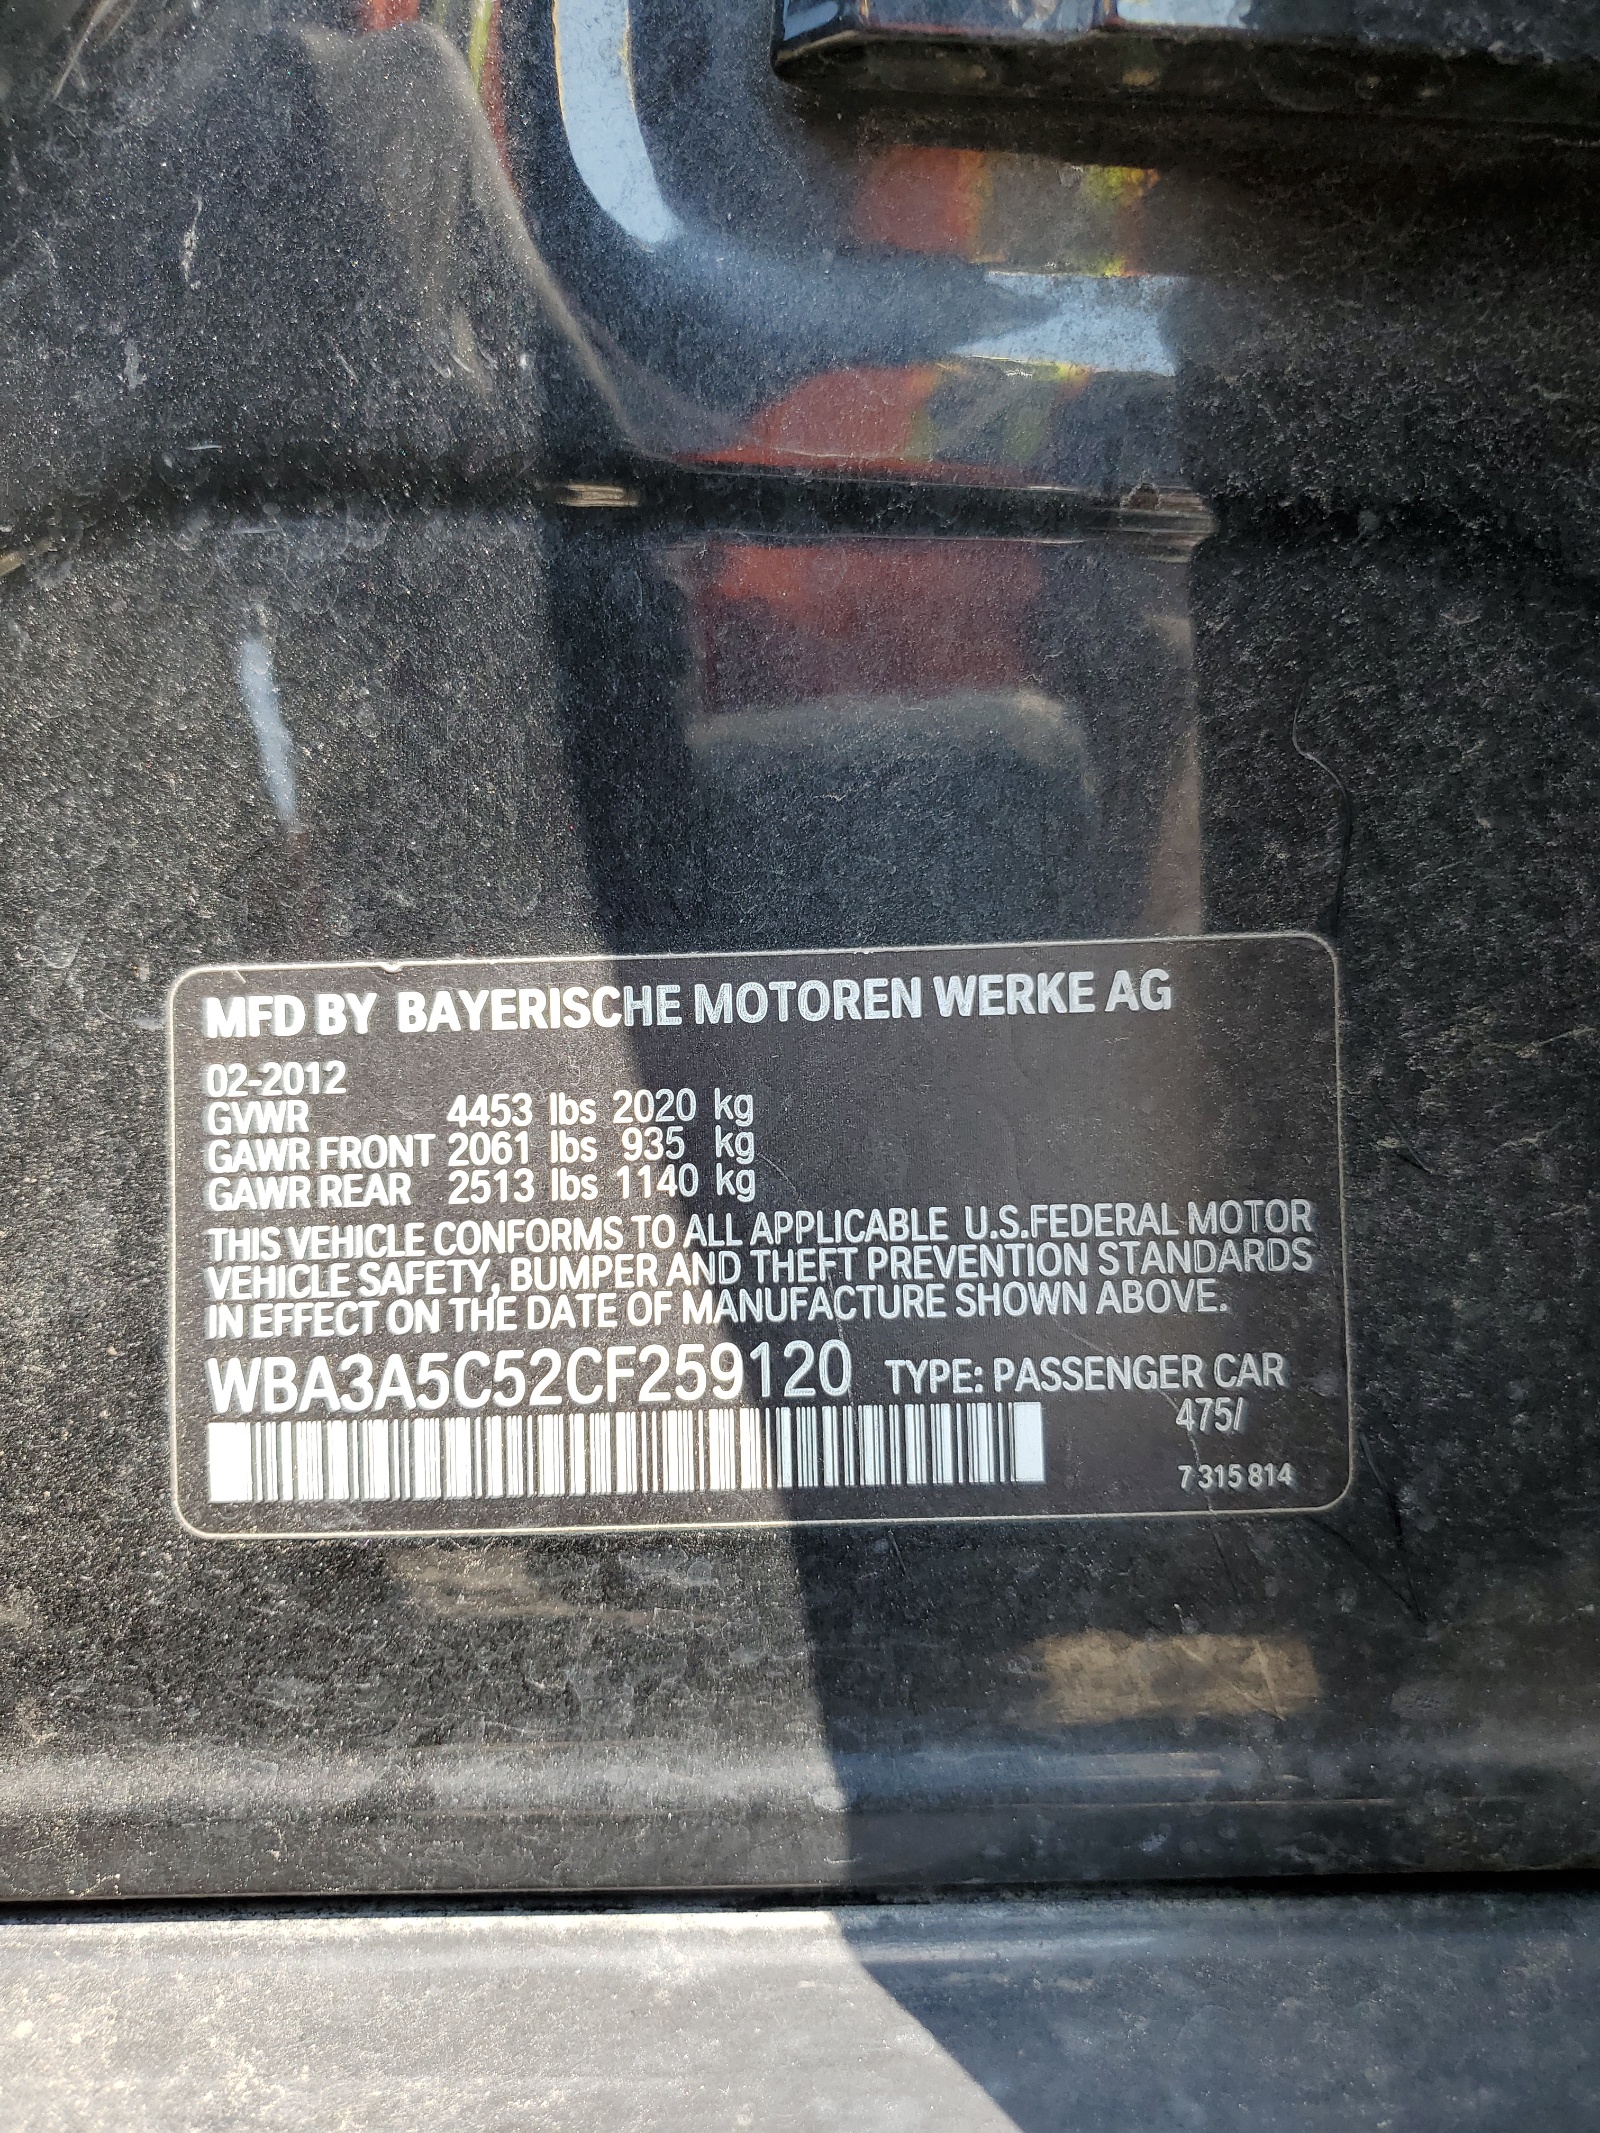 MFD BY BAYERISCHE MOTOREN WERKE AG
02-2012
GVWR 4453 lbs 2020 kg
GAWR FRONT 2061 lbs 935 kg
GAWR REAR 2513 lbs 1140 kg
THIS VEHICLE CONFORMS TO ALL APPLICABLE U.S.FEDERAL MOTOR
VEHICLE SAFETY, BUMPER AND THEFT PREVENTION STANDARDS
IN EFFECT ON THE DATE OF MANUFACTURE SHOWN ABOVE.
WBA3A5C52CF259120 TYPE: PASSENGER CAR
475/
7 315 814